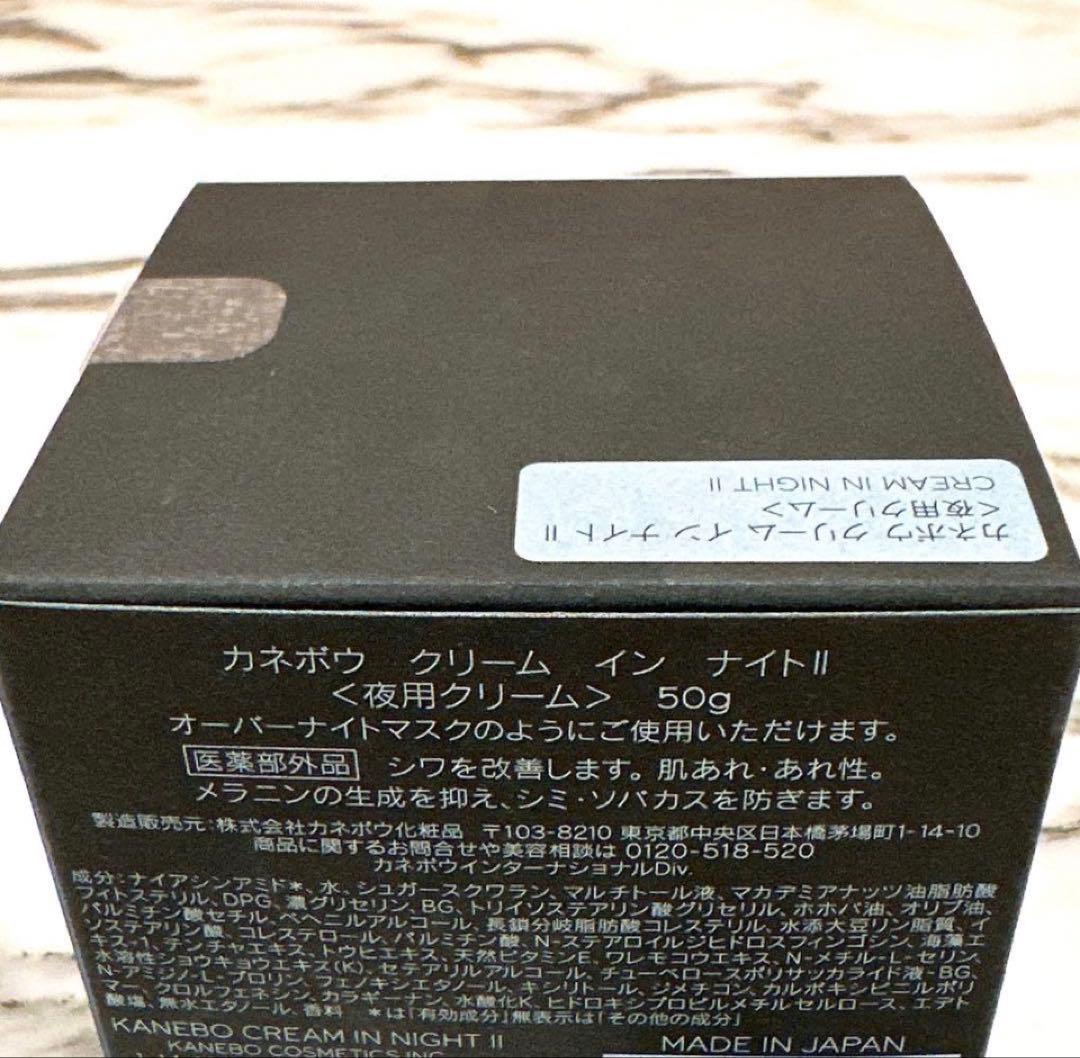 カネボウ クリーム イン ナイト II
<夜用クリーム>
CREAM IN NIGHT II
カネボウ クリーム イン ナイトII
<夜用クリーム> 50g
オーバーナイトマスクのようにご使用いただけます。
医薬部外品 シワを改善します。肌あれ・あれ性。
メラニンの生成を抑え、シミ・ソバカスを防ぎます。
製造販売元:株式会社カネボウ化粧品 〒103-8210 東京都中央区日本橋茅場町1-14-10
商品に関するお問合せや美容相談は 0120-518-520
カネボウインターナショナルDiv.
成分:ナイアシンアミド*、水、シュガースクワラン、マルチトール液、マカデミアナッツ油脂肪酸
フィトステリル、DPG、濃グリセリン、BG、トリイソステアリン酸グリセリル、ホホバ油、オリブ油、
パルミチン酸セチル、ベヘニルアルコール、長鎖分岐脂肪酸コレステリル、水添大豆リン脂質、イ
ソステアリン酸、コレステロール、パルミチン酸、N-ステアロイルジヒドロスフィンゴシン、海藻エ
キス-1、テンチャエキス、トウヒエキス、天然ビタミンE、ワレモコウエキス、N-メチル-L-セリン、
水溶性ショウキョウエキス(K)、セテアリルアルコール、チューベロースポリサッカライド液-BG、
N-アミジノ-L-プロリン、フェノキシエタノール、キシリトール、ジメチコン、カルボキシビニルポリ
マー、クロルフェネシン、カラギーナン、水酸化K、ヒドロキシプロピルメチルセルロース、エデト
酸塩、無水エタノール、香料 *は「有効成分」無表示は「その他の成分」
KANEBO CREAM IN NIGHT II
KANEBO COSMETICS INC.
MADE IN JAPAN